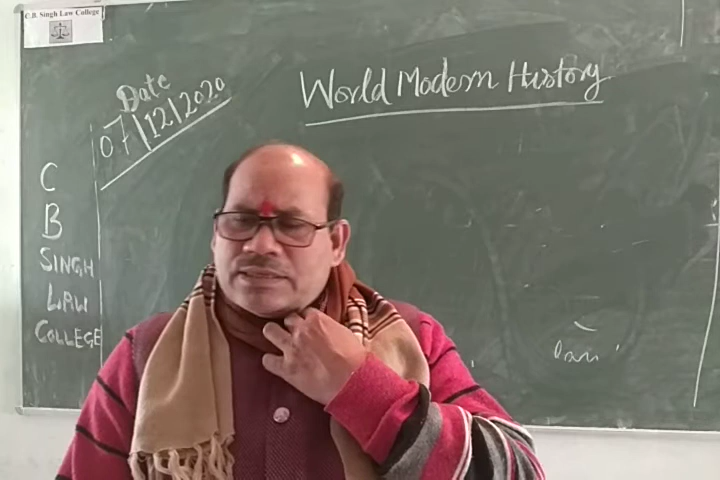 C.B. Singh Law College
Date
07/12/2020
World Modern History
C
B
SINGH
LAW
COLLEGE